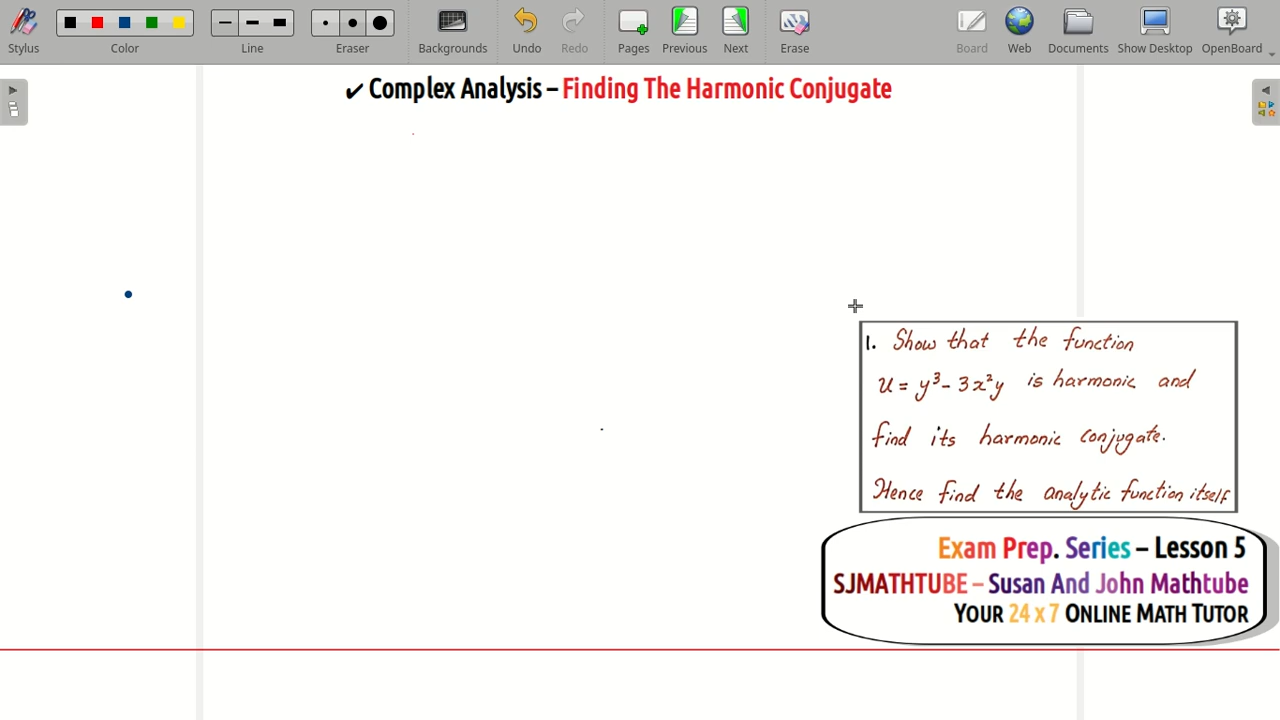 Stylus Color Line Eraser Backgrounds Undo Redo Pages Previous Next Erase Board Web Documents Show Desktop OpenBoard
✔ Complex Analysis – Finding The Harmonic Conjugate
1. Show that the function
u = y³ - 3x²y is harmonic and
find its harmonic conjugate.
Hence find the analytic function itself
Exam Prep. Series – Lesson 5
SJMATHTUBE – Susan And John Mathtube
YOUR 24 x 7 ONLINE MATH TUTOR